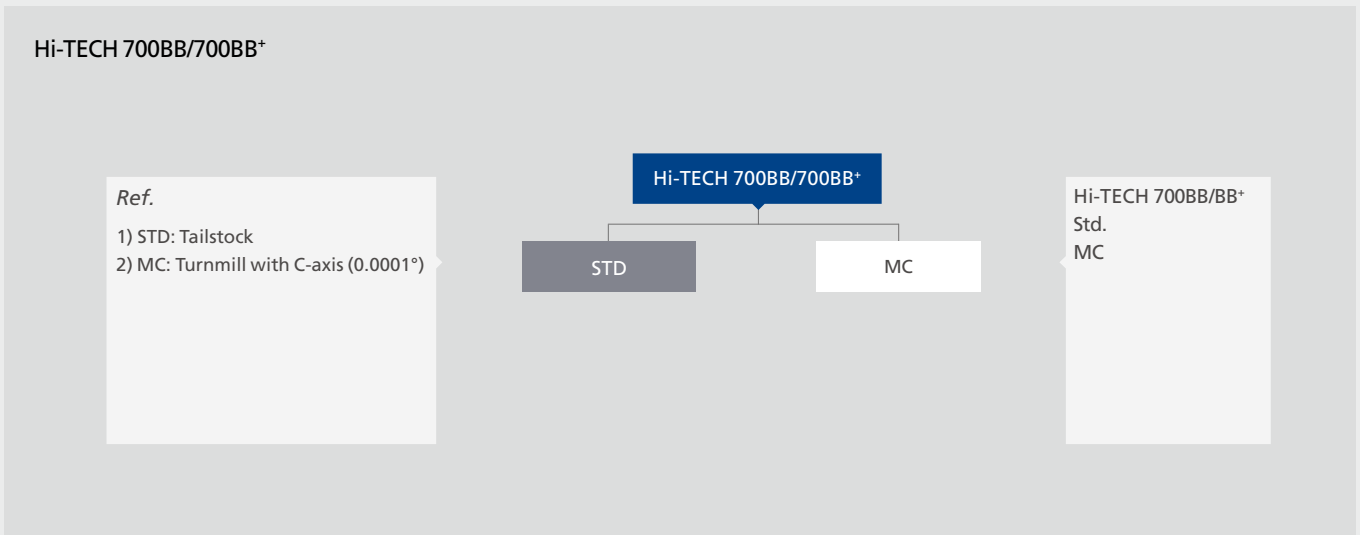 Hi-TECH 700BB/700BB⁺
Ref.
1) STD: Tailstock
2) MC: Turnmill with C-axis (0.0001°)
Hi-TECH 700BB/700BB⁺
STD
MC
Hi-TECH 700BB/BB⁺
Std.
MC